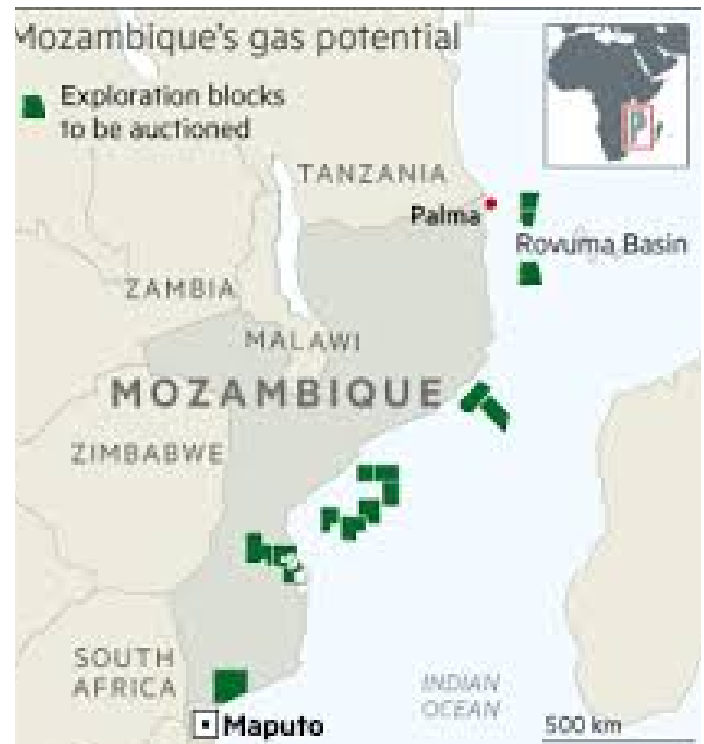 Mozambique's gas potential
Exploration blocks
to be auctioned
TANZANIA
Palma
Rovuma Basin
ZAMBIA
MALAWI
MOZAMBIQUE
ZIMBABWE
SOUTH
AFRICA
INDIAN
OCEAN
Maputo
500 km